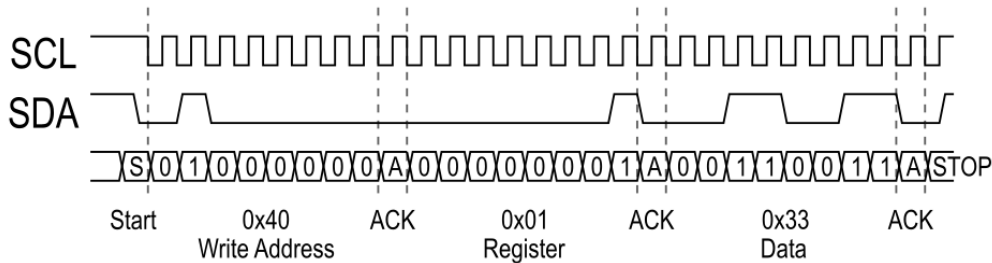 SCL
SDA
S 0 1 0 0 0 0 0 0 A 0 0 0 0 0 0 0 1 A 0 0 1 1 0 0 1 1 A STOP
Start 0x40 ACK 0x01 ACK 0x33 ACK
Write Address Register Data